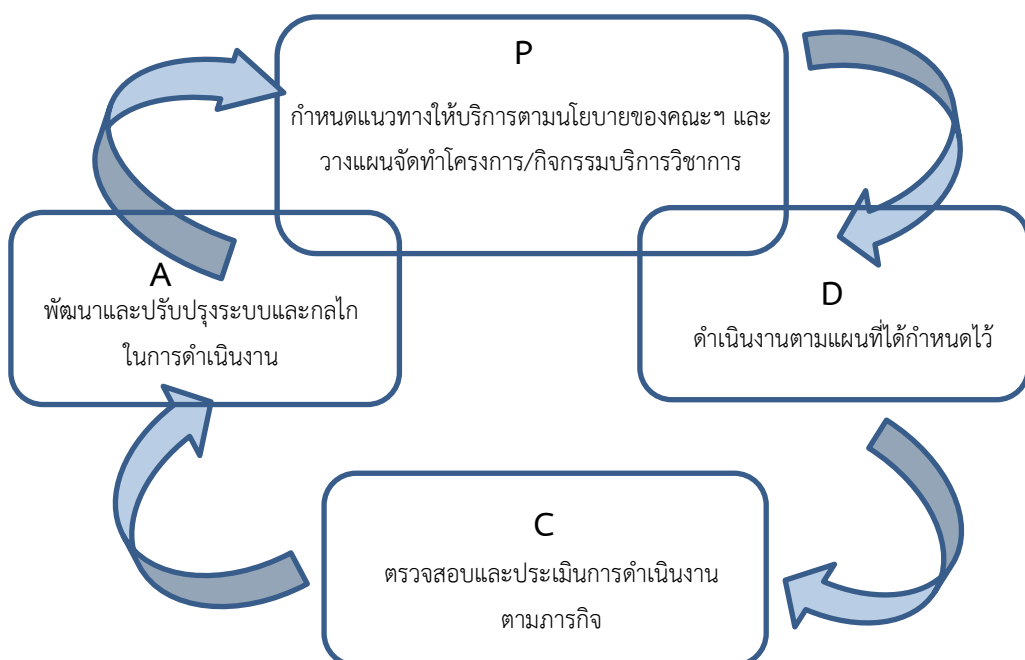 P
กำหนดแนวทางให้บริการตามนโยบายของคณะฯ และ
วางแผนจัดทำโครงการ/กิจกรรมบริการวิชาการ
D
ดำเนินงานตามแผนที่ได้กำหนดไว้
C
ตรวจสอบและประเมินการดำเนินงาน
ตามภารกิจ
A
พัฒนาและปรับปรุงระบบและกลไก
ในการดำเนินงาน